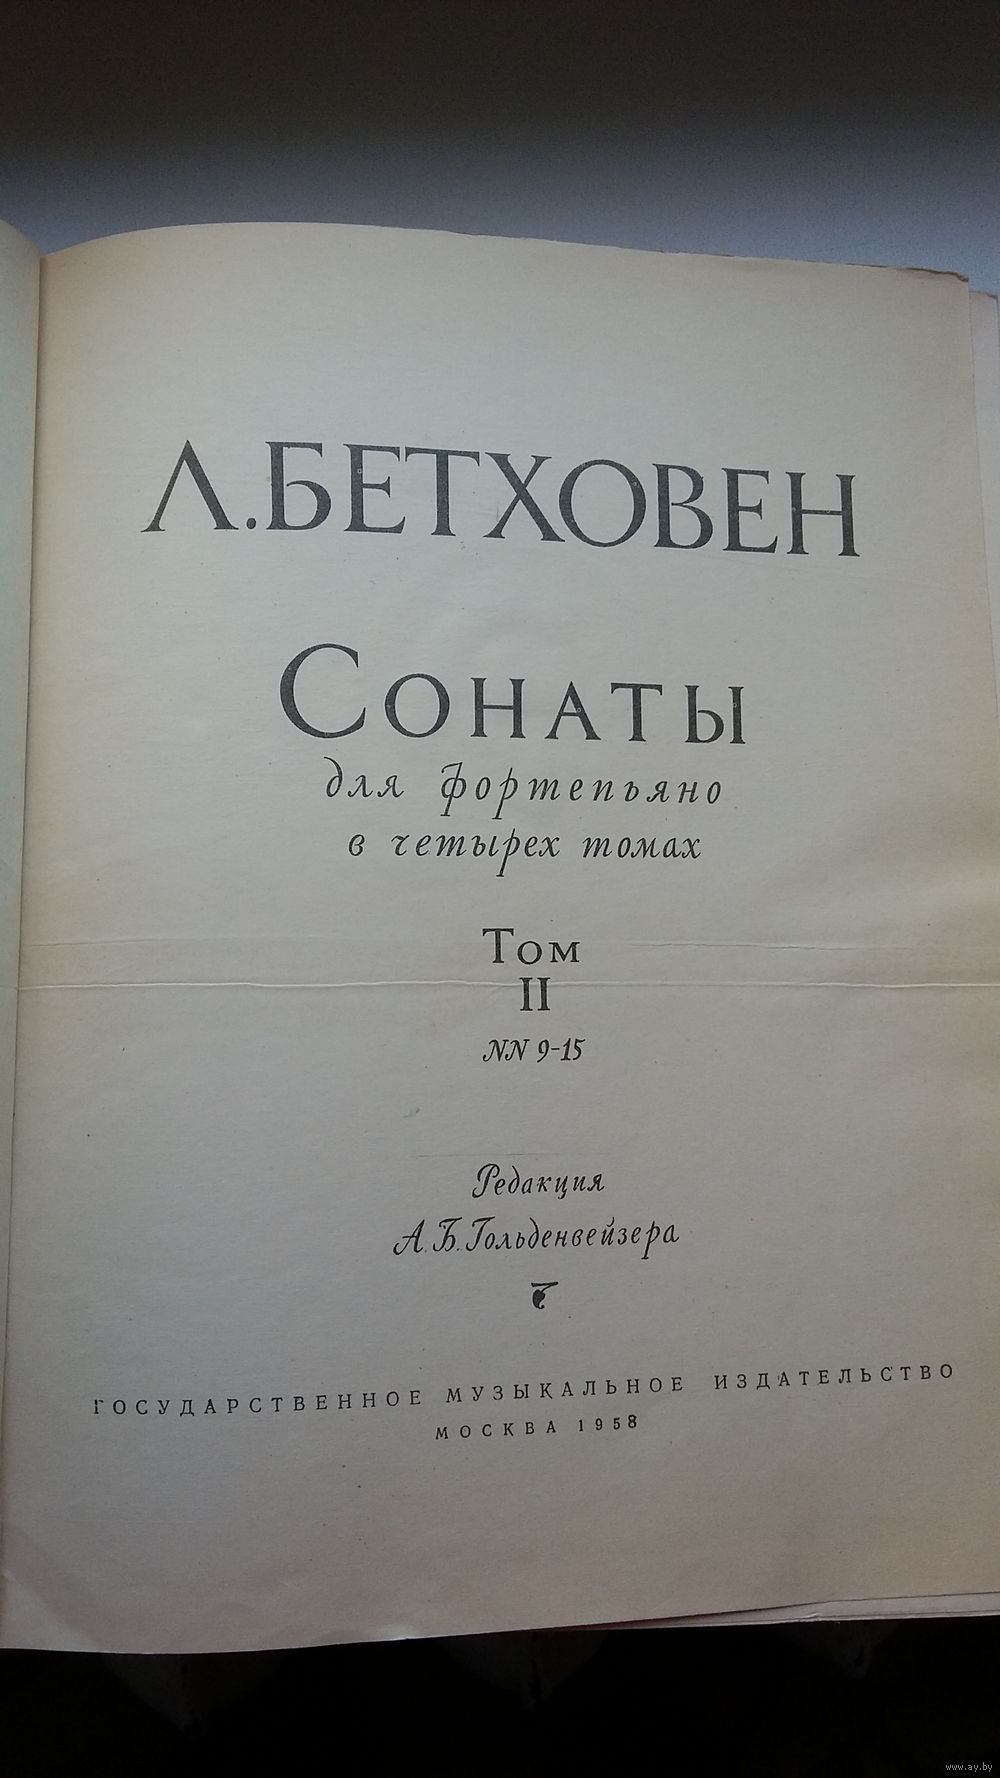 Л.БЕТХОВЕН
СОНАТЫ
для фортепьяно
в четырех томах
Том
II
NN 9-15
Редакция
А.Б.Гольденвейзера
ГОСУДАРСТВЕННОЕ МУЗЫКАЛЬНОЕ ИЗДАТЕЛЬСТВО
МОСКВА 1958
www.ay.by